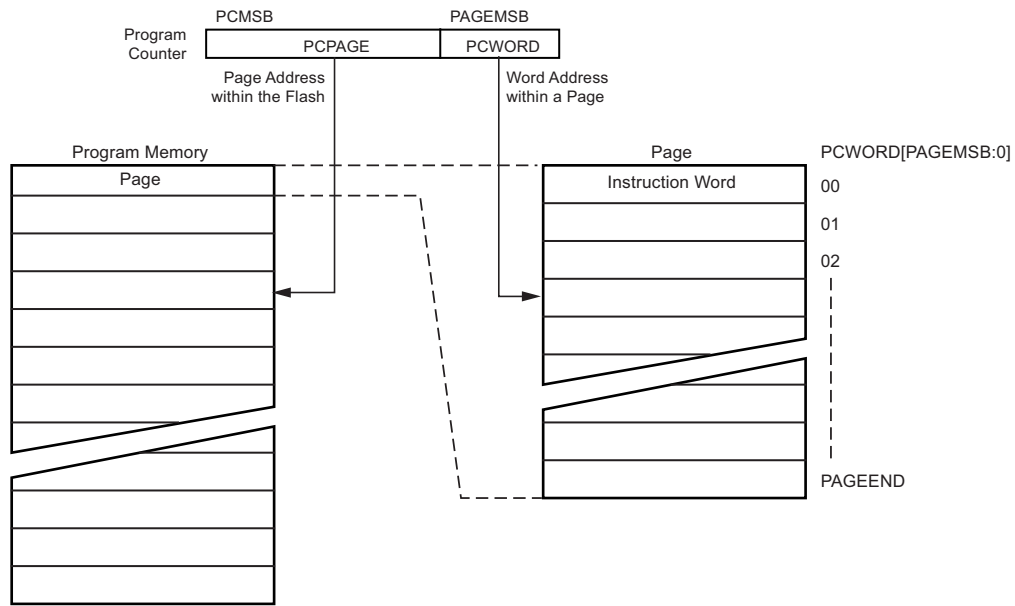 PCMSB PAGEMSB
Program
Counter
PCPAGE PCWORD
Page Address
within the Flash
Word Address
within a Page
Program Memory
Page
Page
Instruction Word
PCWORD[PAGEMSB:0]
00
01
02
PAGEEND